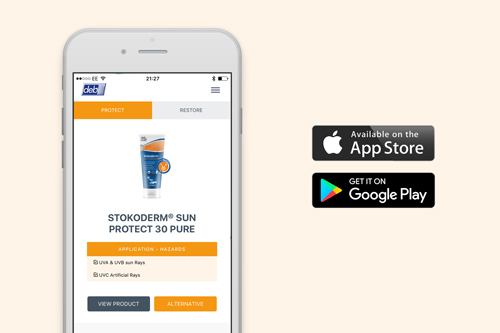 EE
21:27
deb
PROTECT
RESTORE
STOKODERM® SUN
PROTECT 30 PURE
APPLICATION - HAZARDS
UVA & UVB sun Rays
UVC Artificial Rays
VIEW PRODUCT
ALTERNATIVE
Available on the
App Store
GET IT ON
Google Play